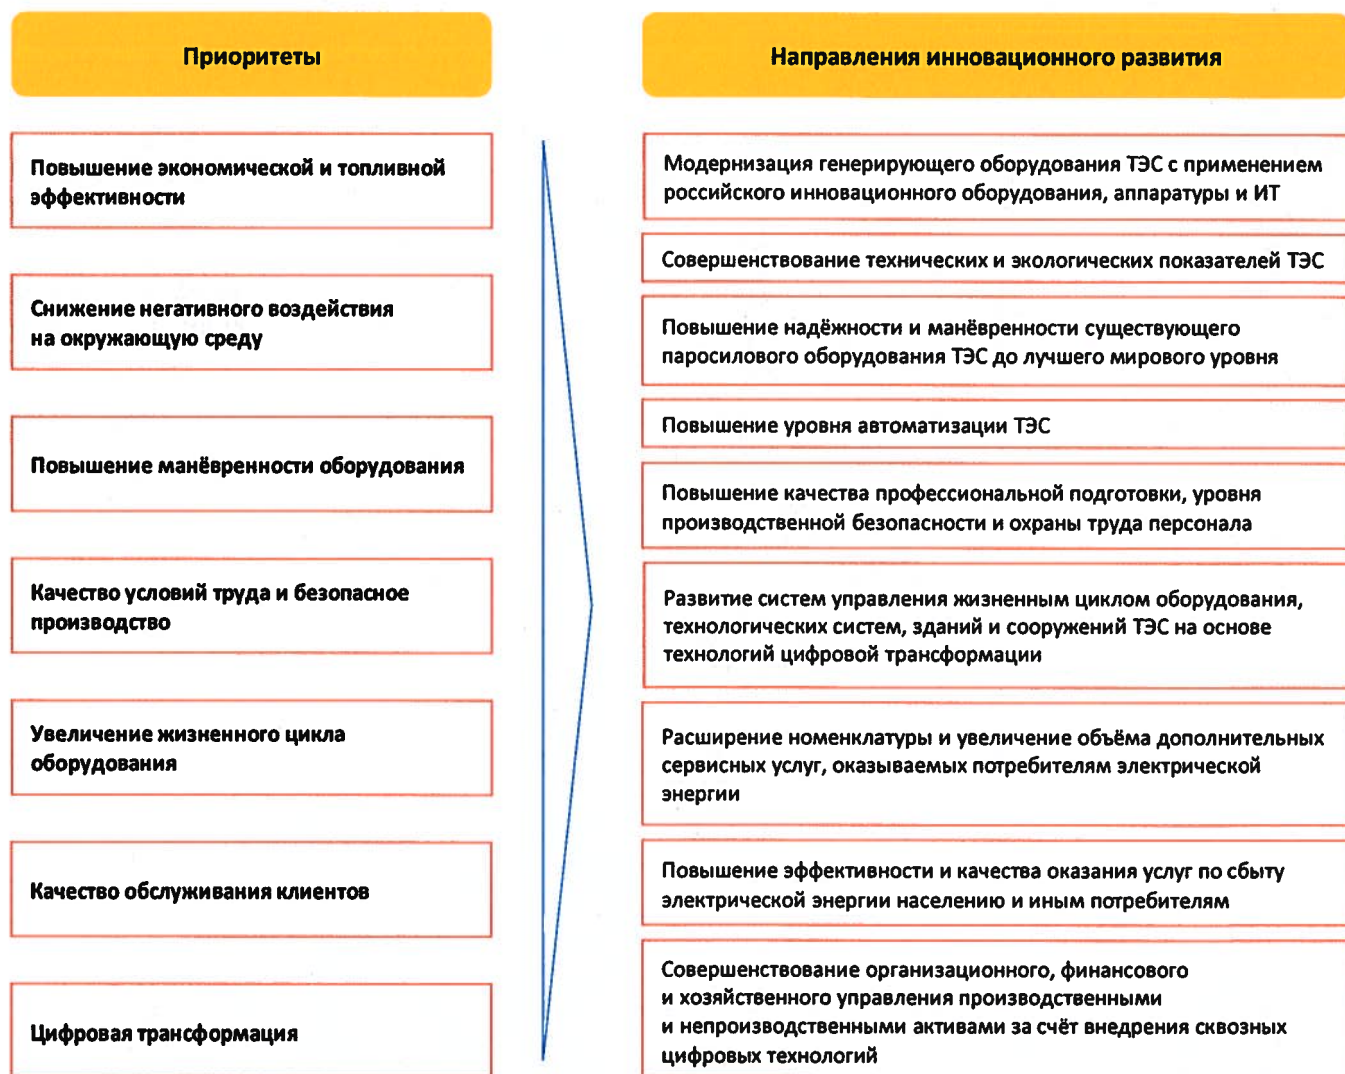 Приоритеты
Повышение экономической и топливной
эффективности
Снижение негативного воздействия
на окружающую среду
Повышение манёвренности оборудования
Качество условий труда и безопасное
производство
Увеличение жизненного цикла
оборудования
Качество обслуживания клиентов
Цифровая трансформация
Направления инновационного развития
Модернизация генерирующего оборудования ТЭС с применением
российского инновационного оборудования, аппаратуры и ИТ
Совершенствование технических и экологических показателей ТЭС
Повышение надёжности и манёвренности существующего
паросилового оборудования ТЭС до лучшего мирового уровня
Повышение уровня автоматизации ТЭС
Повышение качества профессиональной подготовки, уровня
производственной безопасности и охраны труда персонала
Развитие систем управления жизненным циклом оборудования,
технологических систем, зданий и сооружений ТЭС на основе
технологий цифровой трансформации
Расширение номенклатуры и увеличение объёма дополнительных
сервисных услуг, оказываемых потребителям электрической
энергии
Повышение эффективности и качества оказания услуг по сбыту
электрической энергии населению и иным потребителям
Совершенствование организационного, финансового
и хозяйственного управления производственными
и непроизводственными активами за счёт внедрения сквозных
цифровых технологий